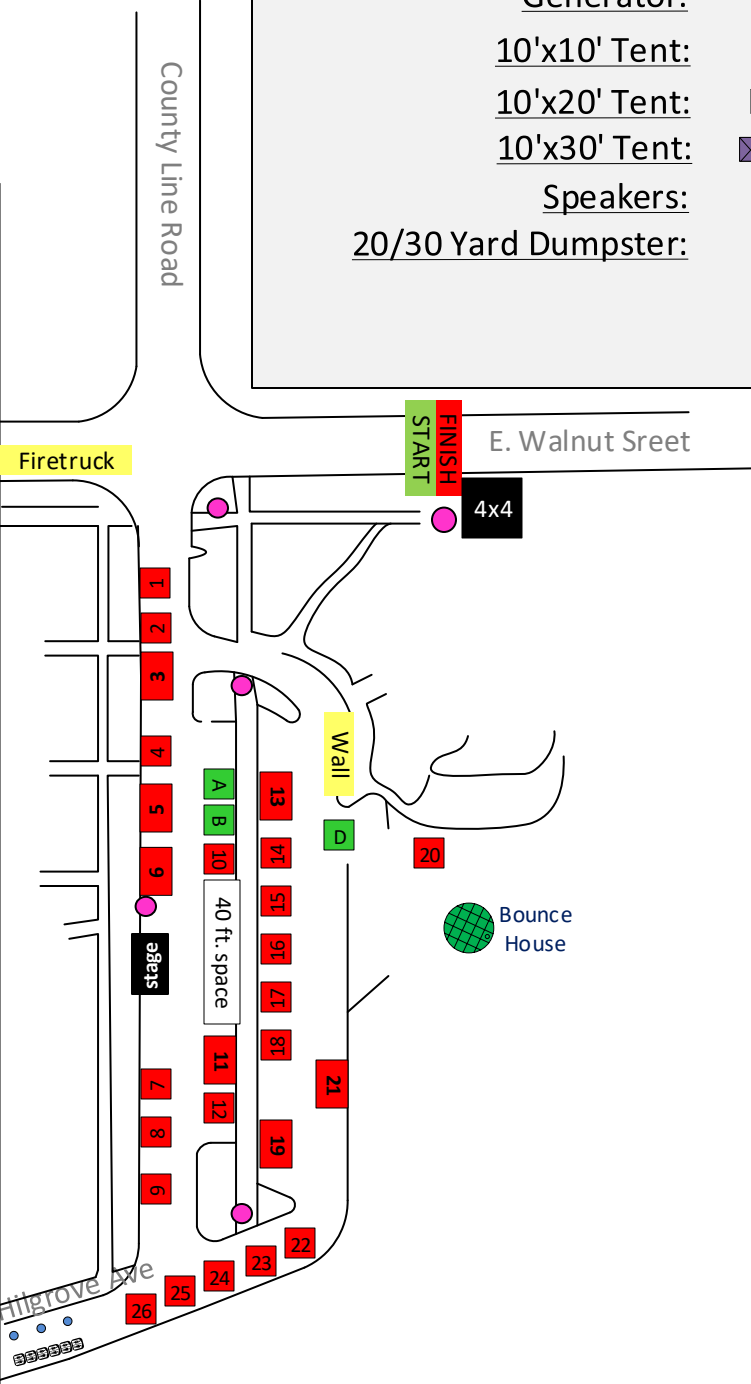 Generator:
10'x10' Tent:
10'x20' Tent:
10'x30' Tent:
Speakers:
20/30 Yard Dumpster:
County Line Road
START
FINISH
E. Walnut Sreet
Firetruck
4x4
1
2
3
4
5
6
stage
7
8
9
A
B
10
40 ft. space
11
12
13
14
15
16
17
18
19
Wall
D
20
Bounce
House
21
22
23
24
25
26
Hilgrove Ave